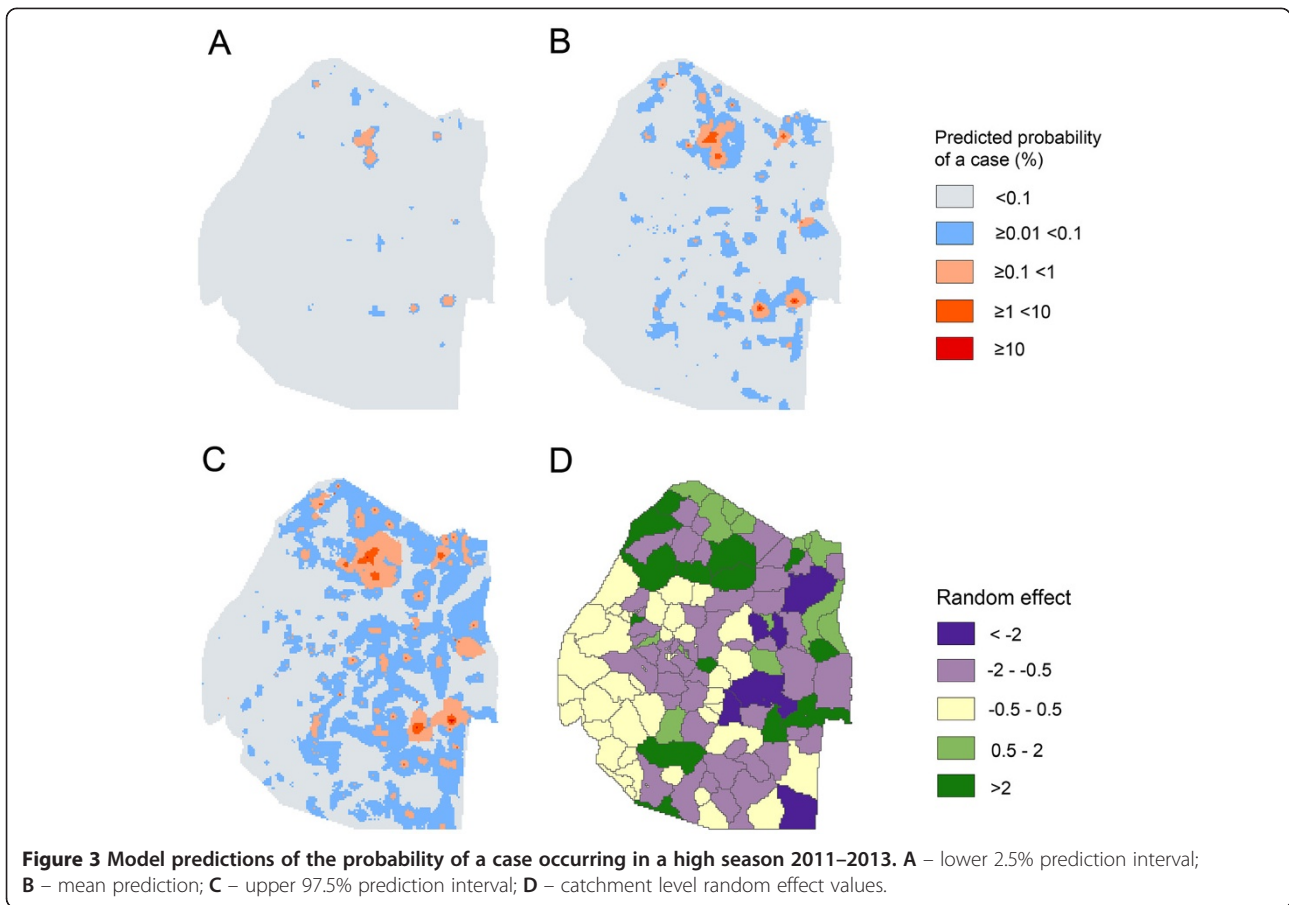 A
B
Predicted probability
of a case (%)
<0.1
≥0.01 <0.1
≥0.1 <1
≥1 <10
≥10
C
D
Random effect
< -2
-2 - -0.5
-0.5 - 0.5
0.5 - 2
>2
Figure 3 Model predictions of the probability of a case occurring in a high season 2011–2013. A – lower 2.5% prediction interval;
B – mean prediction; C – upper 97.5% prediction interval; D – catchment level random effect values.